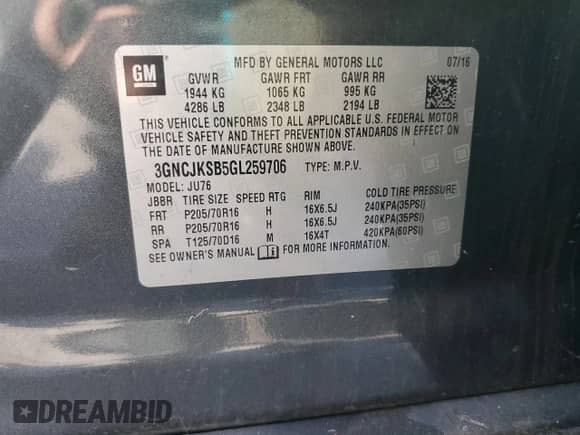 GM
MFD BY GENERAL MOTORS LLC 07/16
GVWR GAWR FRT GAWR RR
1944 KG 1065 KG 995 KG
4286 LB 2348 LB 2194 LB
THIS VEHICLE CONFORMS TO ALL APPLICABLE U.S. FEDERAL MOTOR
VEHICLE SAFETY AND THEFT PREVENTION STANDARDS IN EFFECT ON
THE DATE OF MANUFACTURE SHOWN ABOVE.
3GNCJKSB5GL259706 TYPE: M.P.V.
MODEL: JU76
JBBR TIRE SIZE SPEED RTG RIM COLD TIRE PRESSURE
FRT P205/70R16 H 16X6.5J 240KPA(35PSI)
RR P205/70R16 H 16X6.5J 240KPA(35PSI)
SPA T125/70D16 M 16X4T 420KPA(60PSI)
SEE OWNER'S MANUAL FOR MORE INFORMATION.
DREAMBID